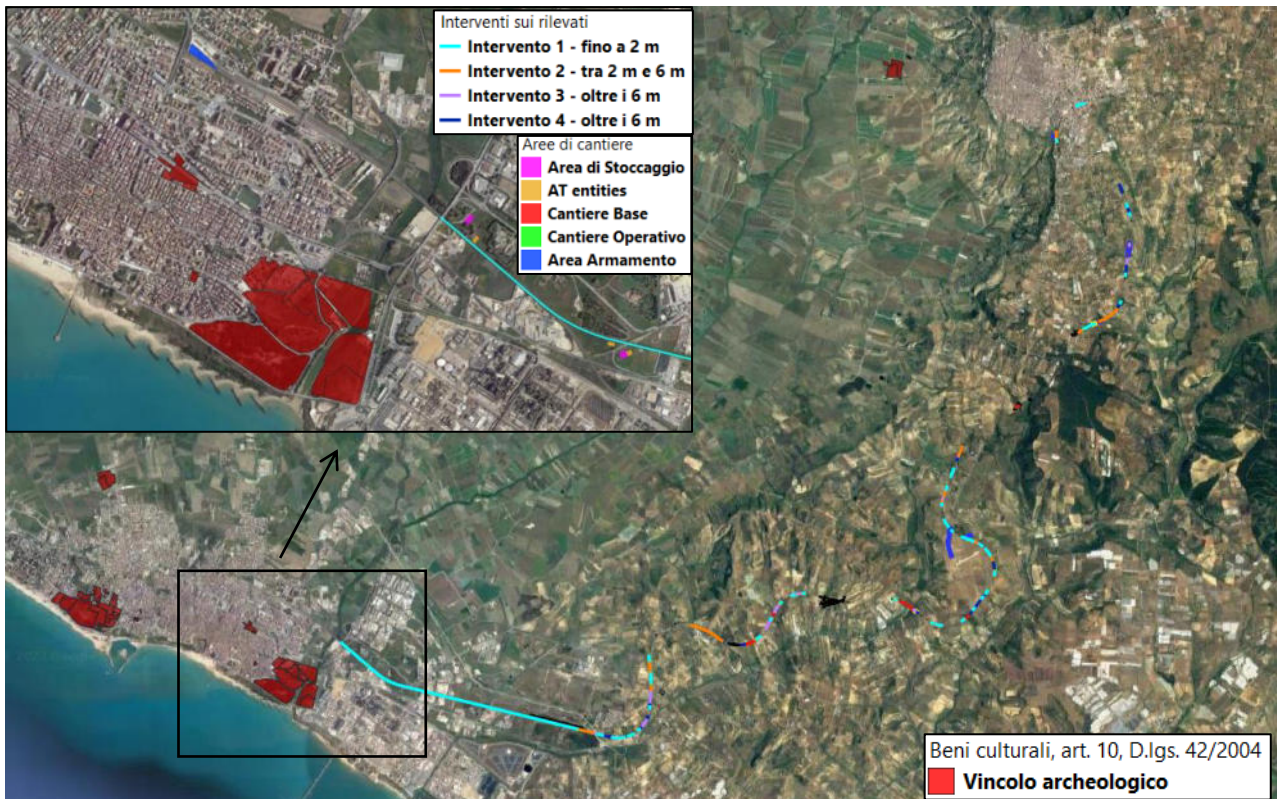 Interventi sui rilevati
Intervento 1 - fino a 2 m
Intervento 2 - tra 2 m e 6 m
Intervento 3 - oltre i 6 m
Intervento 4 - oltre i 6 m
Aree di cantiere
Area di Stoccaggio
AT entities
Cantiere Base
Cantiere Operativo
Area Armamento
Beni culturali, art. 10, D.lgs. 42/2004
Vincolo archeologico